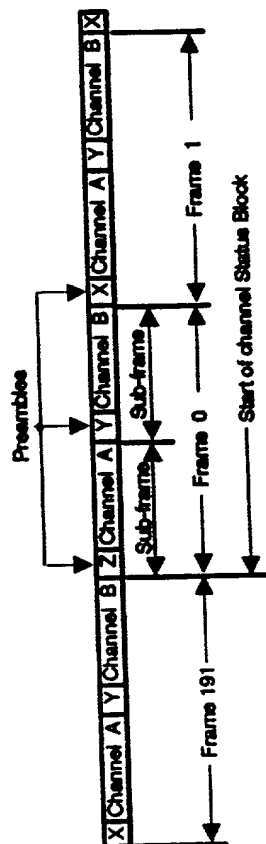 Preambles
X Channel A Y Channel B Z Channel A Y Channel B X Channel A Y Channel B X
Sub-frame Sub-frame
Frame 191 Frame 0 Frame 1
Start of channel Status Block